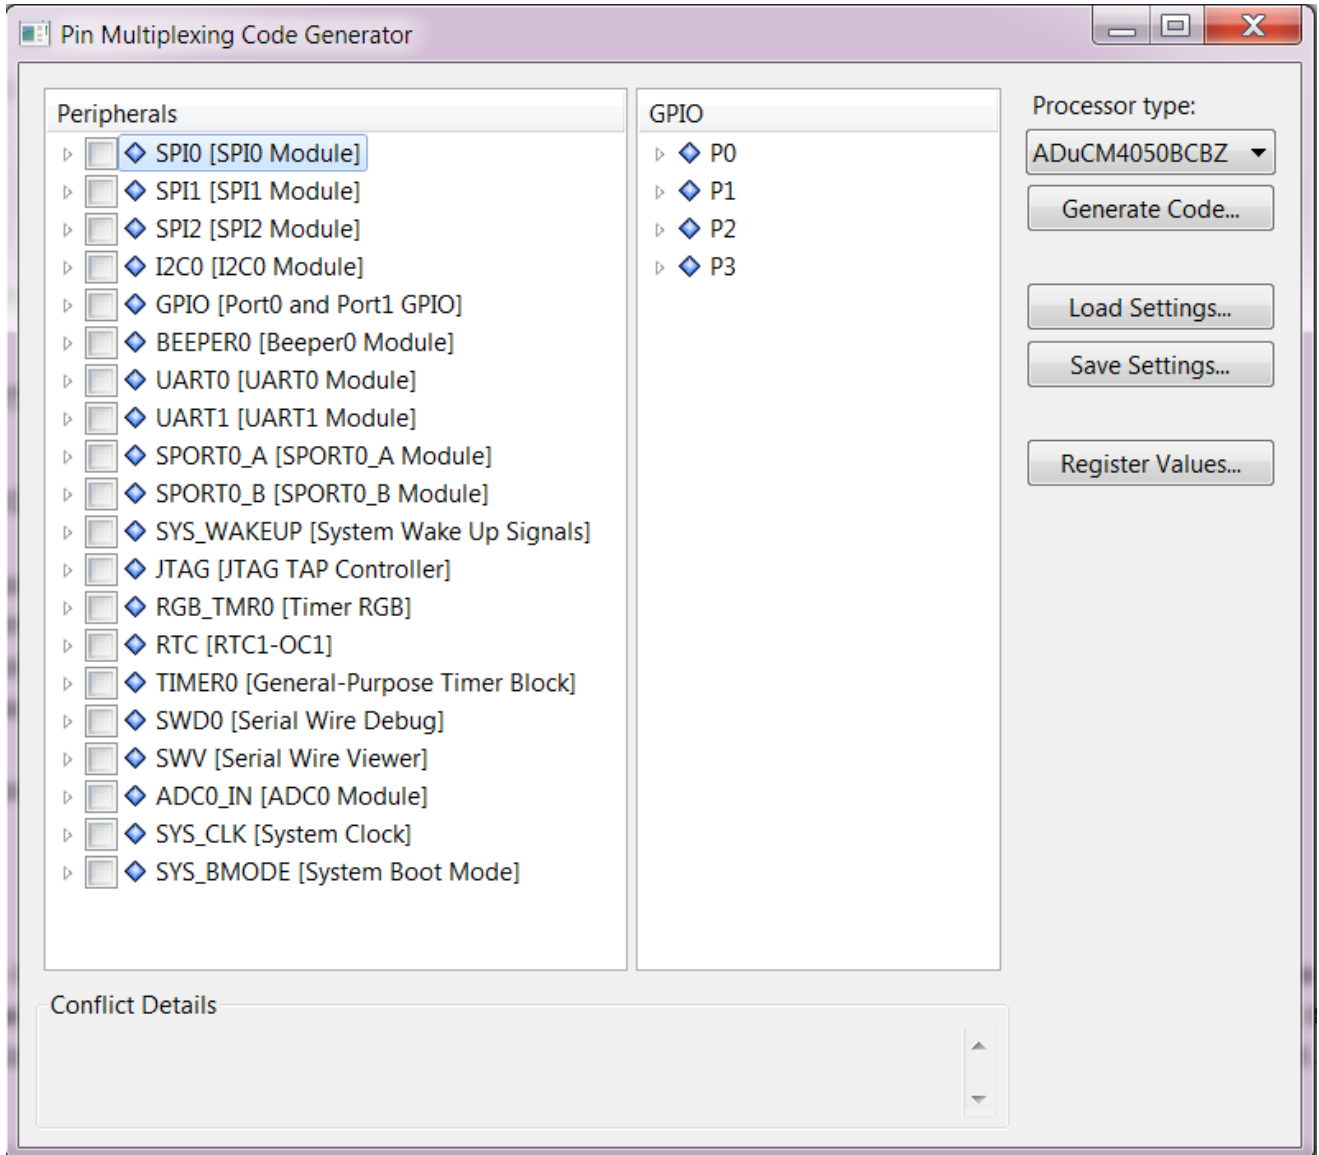 Pin Multiplexing Code Generator
Peripherals
SPI0 [SPI0 Module]
SPI1 [SPI1 Module]
SPI2 [SPI2 Module]
I2C0 [I2C0 Module]
GPIO [Port0 and Port1 GPIO]
BEEPER0 [Beeper0 Module]
UART0 [UART0 Module]
UART1 [UART1 Module]
SPORT0_A [SPORT0_A Module]
SPORT0_B [SPORT0_B Module]
SYS_WAKEUP [System Wake Up Signals]
JTAG [JTAG TAP Controller]
RGB_TMR0 [Timer RGB]
RTC [RTC1-OC1]
TIMER0 [General-Purpose Timer Block]
SWD0 [Serial Wire Debug]
SWV [Serial Wire Viewer]
ADC0_IN [ADC0 Module]
SYS_CLK [System Clock]
SYS_BMODE [System Boot Mode]
GPIO
P0
P1
P2
P3
Processor type:
ADuCM4050BCBZ
Generate Code...
Load Settings...
Save Settings...
Register Values...
Conflict Details